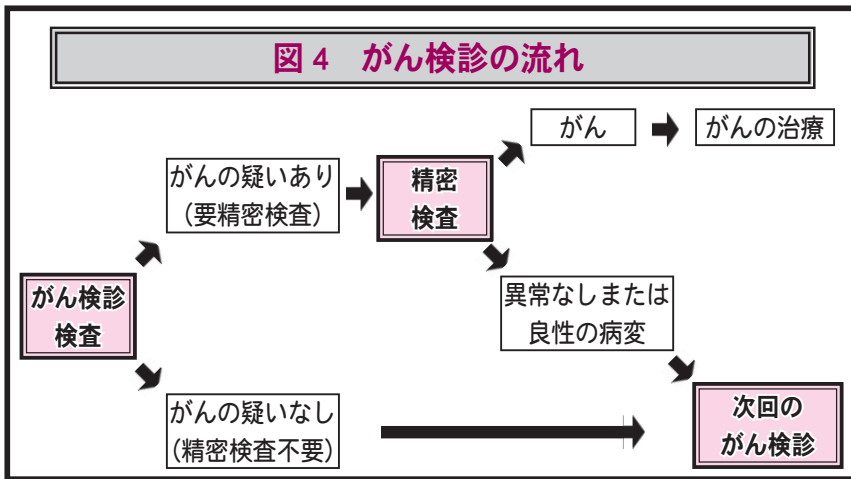 図4 がん検診の流れ
がん検診
検査
がんの疑いあり
(要精密検査)
精密
検査
がん
がんの治療
異常なしまたは
良性の病変
がんの疑いなし
(精密検査不要)
次回の
がん検診